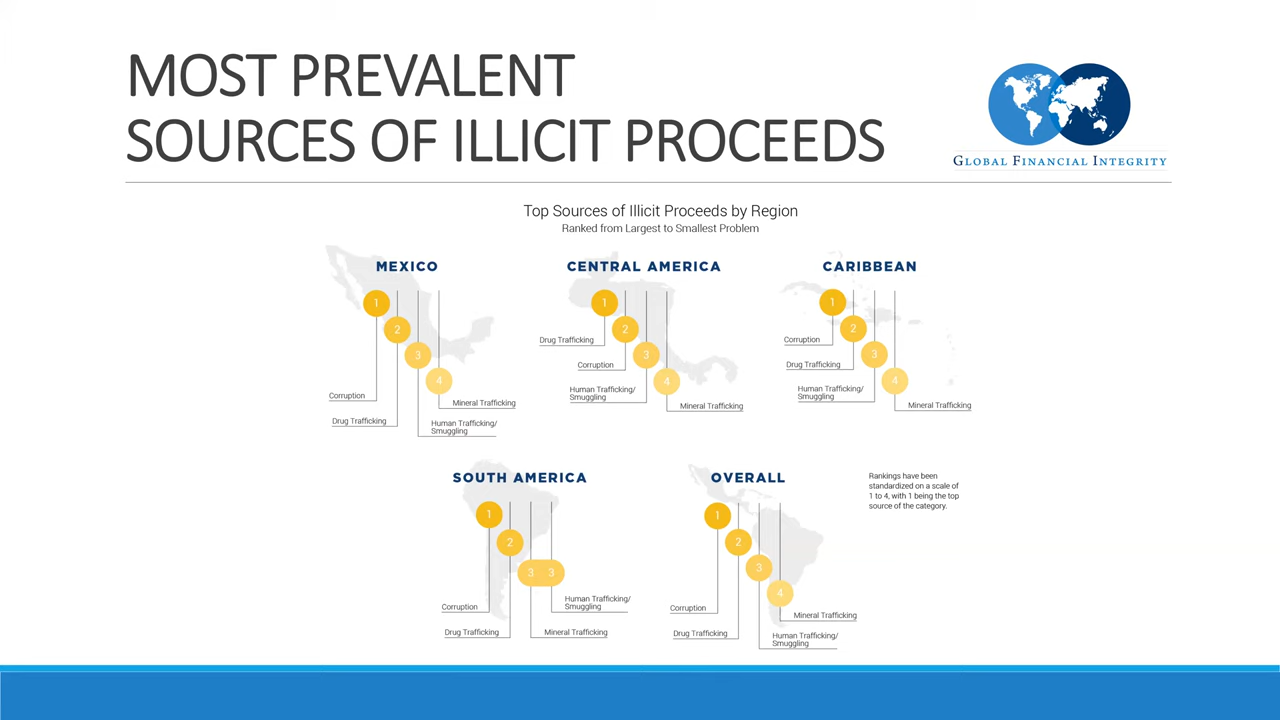 MOST PREVALENT
SOURCES OF ILLICIT PROCEEDS
GLOBAL FINANCIAL INTEGRITY
Top Sources of Illicit Proceeds by Region
Ranked from Largest to Smallest Problem
MEXICO
1
2
3
4
Corruption
Mineral Trafficking
Drug Trafficking
Human Trafficking/
Smuggling
CENTRAL AMERICA
1
2
3
4
Drug Trafficking
Corruption
Human Trafficking/
Smuggling
Mineral Trafficking
CARIBBEAN
1
2
3
4
Corruption
Drug Trafficking
Human Trafficking/
Smuggling
Mineral Trafficking
SOUTH AMERICA
1
2
3 3
Human Trafficking/
Smuggling
Corruption
Drug Trafficking
Mineral Trafficking
OVERALL
1
2
3
4
Corruption
Mineral Trafficking
Drug Trafficking
Human Trafficking/
Smuggling
Rankings have been
standardized on a scale of
1 to 4, with 1 being the top
source of the category.